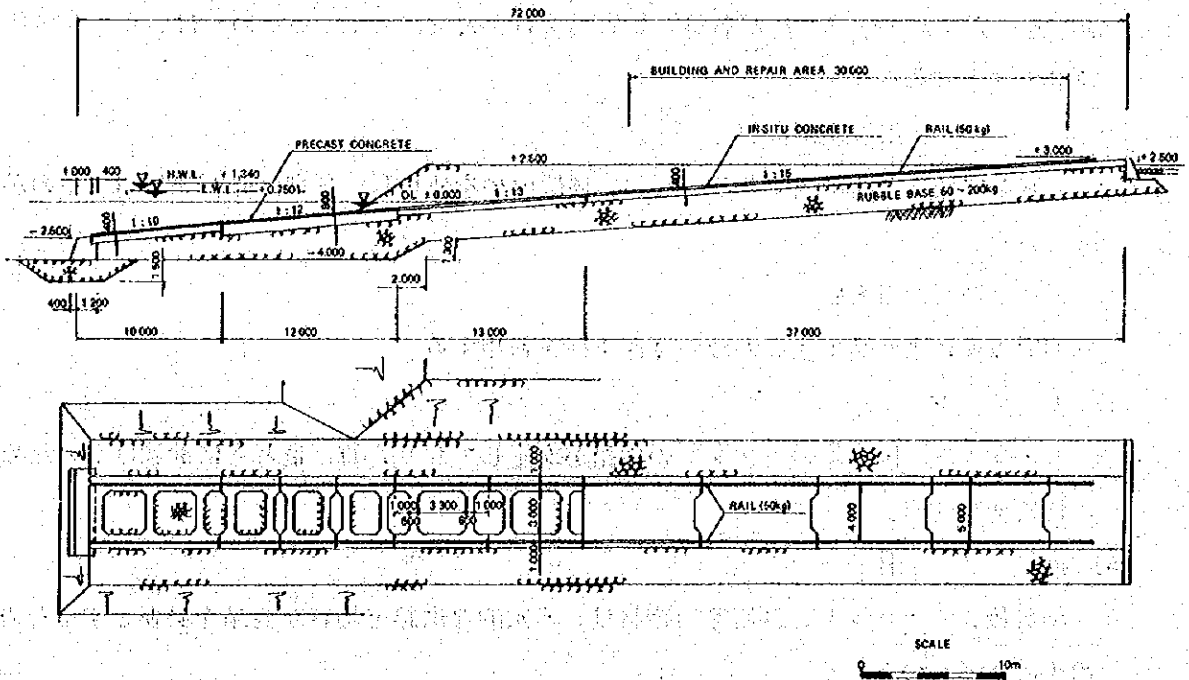 72 000
BUILDING AND REPAIR AREA 30 000
PRECAST CONCRETE
INSITU CONCRETE
RAIL (50kg)
1 000 400
H.W.L. + 1,340
+ 2.500
+ 3.000
+ 2.500
D.L. ± 0.000
1 : 10
1 : 12
1 : 13
1 : 15
RUBBLE BASE 60 ~ 200kg
- 2.600
- 4.000
2.000
400 1 200
10 000
12 000
13 000
37 000
1 000
3 300
1 000
600
600
3 000
1 000
RAIL (50kg)
4 000
5 000
SCALE
0 10m